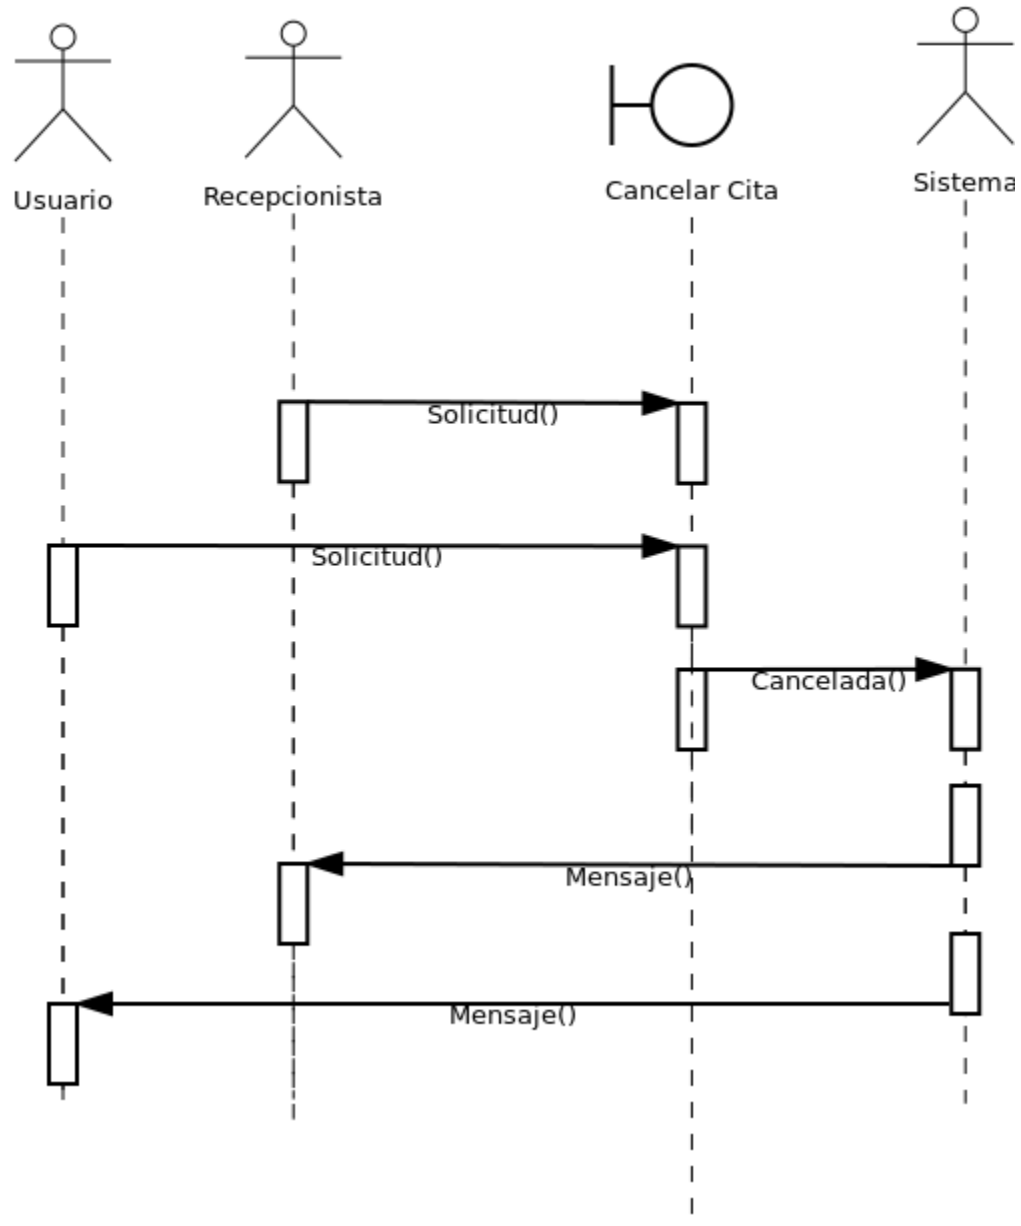 Usuario
Recepcionista
Cancelar Cita
Sistema
Solicitud()
Solicitud()
Cancelada()
Mensaje()
Mensaje()